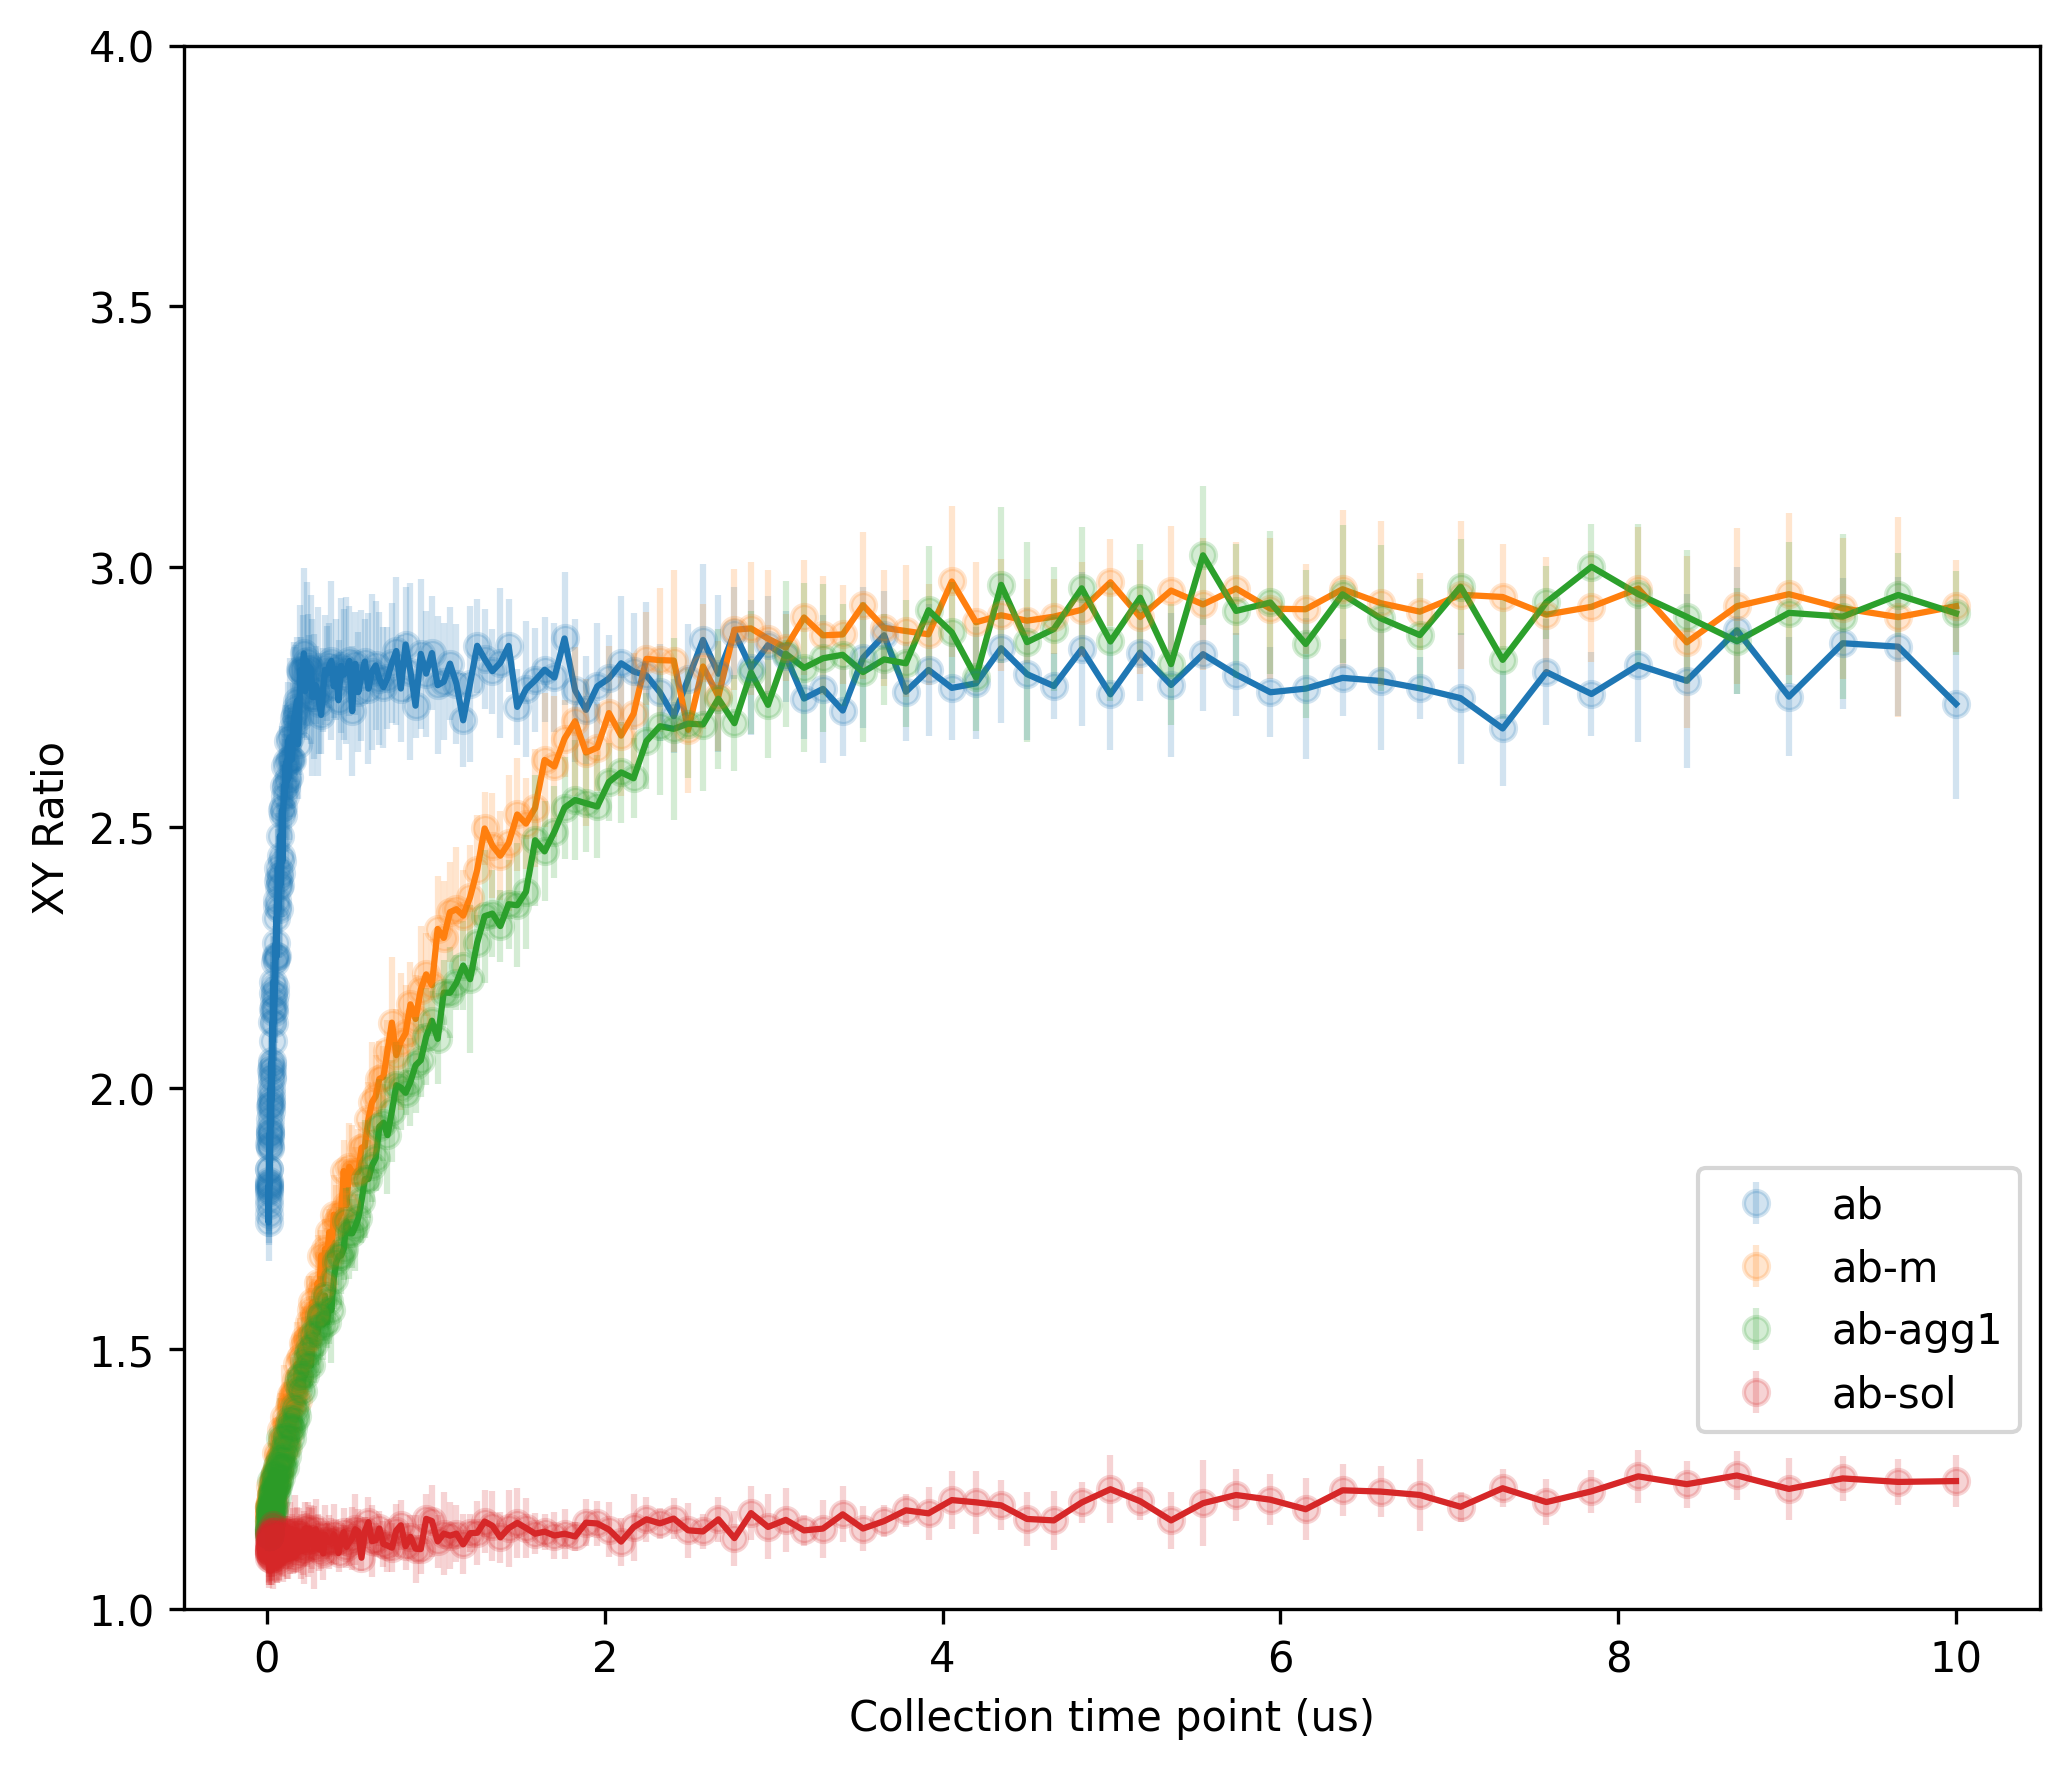 4.0
3.5
3.0
2.5
2.0
1.5
1.0
XY Ratio
0 2 4 6 8 10
Collection time point (us)
ab
ab-m
ab-agg1
ab-sol